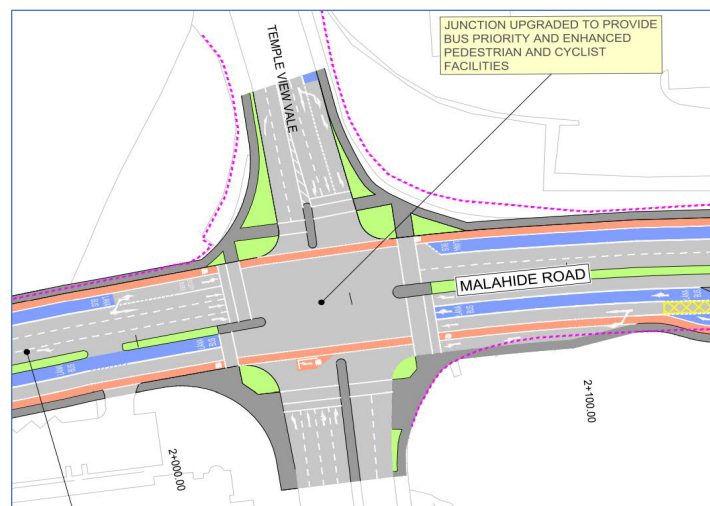 JUNCTION UPGRADED TO PROVIDE
BUS PRIORITY AND ENHANCED
PEDESTRIAN AND CYCLIST
FACILITIES
TEMPLE VIEW VALE
MALAHIDE ROAD
2+100.00
2+000.00